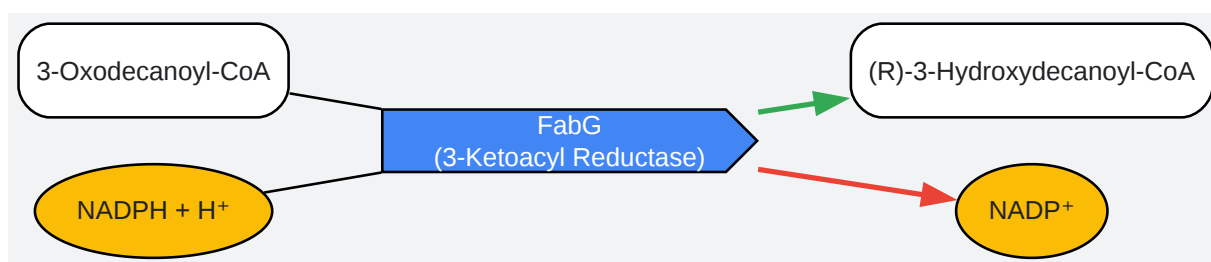 3-Oxodecanoyl-CoA
(R)-3-Hydroxydecanoyl-CoA
FabG
(3-Ketoacyl Reductase)
NADPH + H⁺
NADP⁺